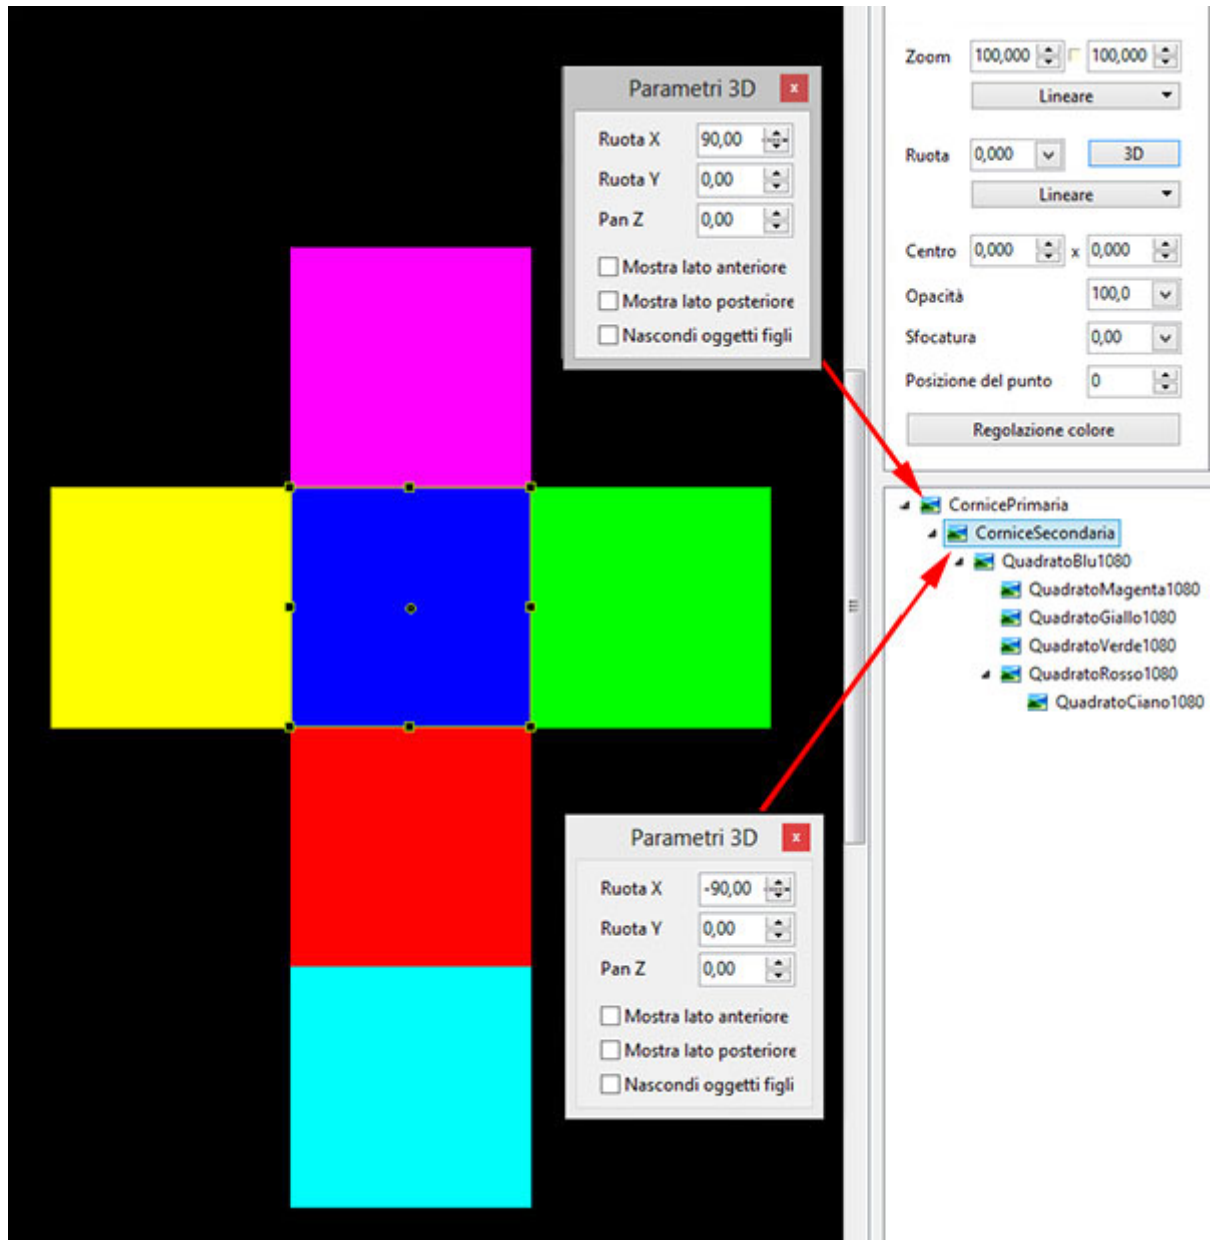 Zoom 100,000 100,000
Lineare
Ruota 0,000 3D
Lineare
Centro 0,000 x 0,000
Opacità 100,0
Sfocatura 0,00
Posizione del punto 0
Regolazione colore
Parametri 3D x
Ruota X 90,00
Ruota Y 0,00
Pan Z 0,00
Mostra lato anteriore
Mostra lato posteriore
Nascondi oggetti figli
CornicePrimaria
CorniceSecondaria
QuadratoBlu1080
QuadratoMagenta1080
QuadratoGiallo1080
QuadratoVerde1080
QuadratoRosso1080
QuadratoCiano1080
Parametri 3D x
Ruota X -90,00
Ruota Y 0,00
Pan Z 0,00
Mostra lato anteriore
Mostra lato posteriore
Nascondi oggetti figli